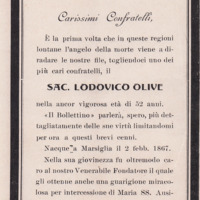 Carissimi Confratelli,
È la prima volta che in queste regioni
lontane l'angelo della morte viene a di-
radare le nostre file, togliendoci uno dei
più cari confratelli, il
SAC. LODOVICO OLIVE
nella ancor vigorosa età di 52 anni.
«Il Bollettino» parlerà, spero, più det-
tagliatamente delle sue virtù limitandomi
per ora a questi brevi cenni.
Nacque a Marsiglia il 2 febb. 1867.
Nella sua giovinezza fu oltremodo ca-
ro al nostro Venerabile Fondatore il quale
gli ottenne anche una guarigione miraco-
losa per intercessione di Maria SS. Ausi-